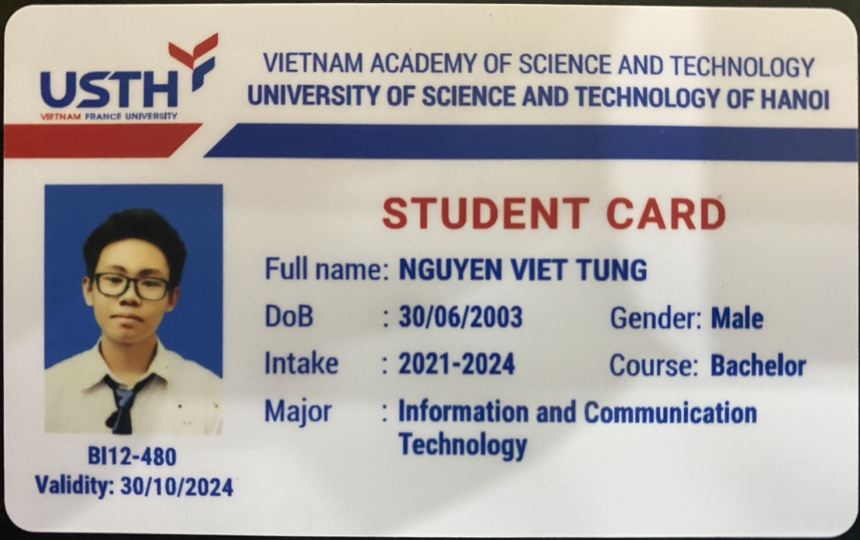 USTH
VIETNAM FRANCE UNIVERSITY
VIETNAM ACADEMY OF SCIENCE AND TECHNOLOGY
UNIVERSITY OF SCIENCE AND TECHNOLOGY OF HANOI
STUDENT CARD
Full name: NGUYEN VIET TUNG
DoB : 30/06/2003 Gender: Male
Intake : 2021-2024 Course: Bachelor
Major : Information and Communication
Technology
BI12-480
Validity: 30/10/2024